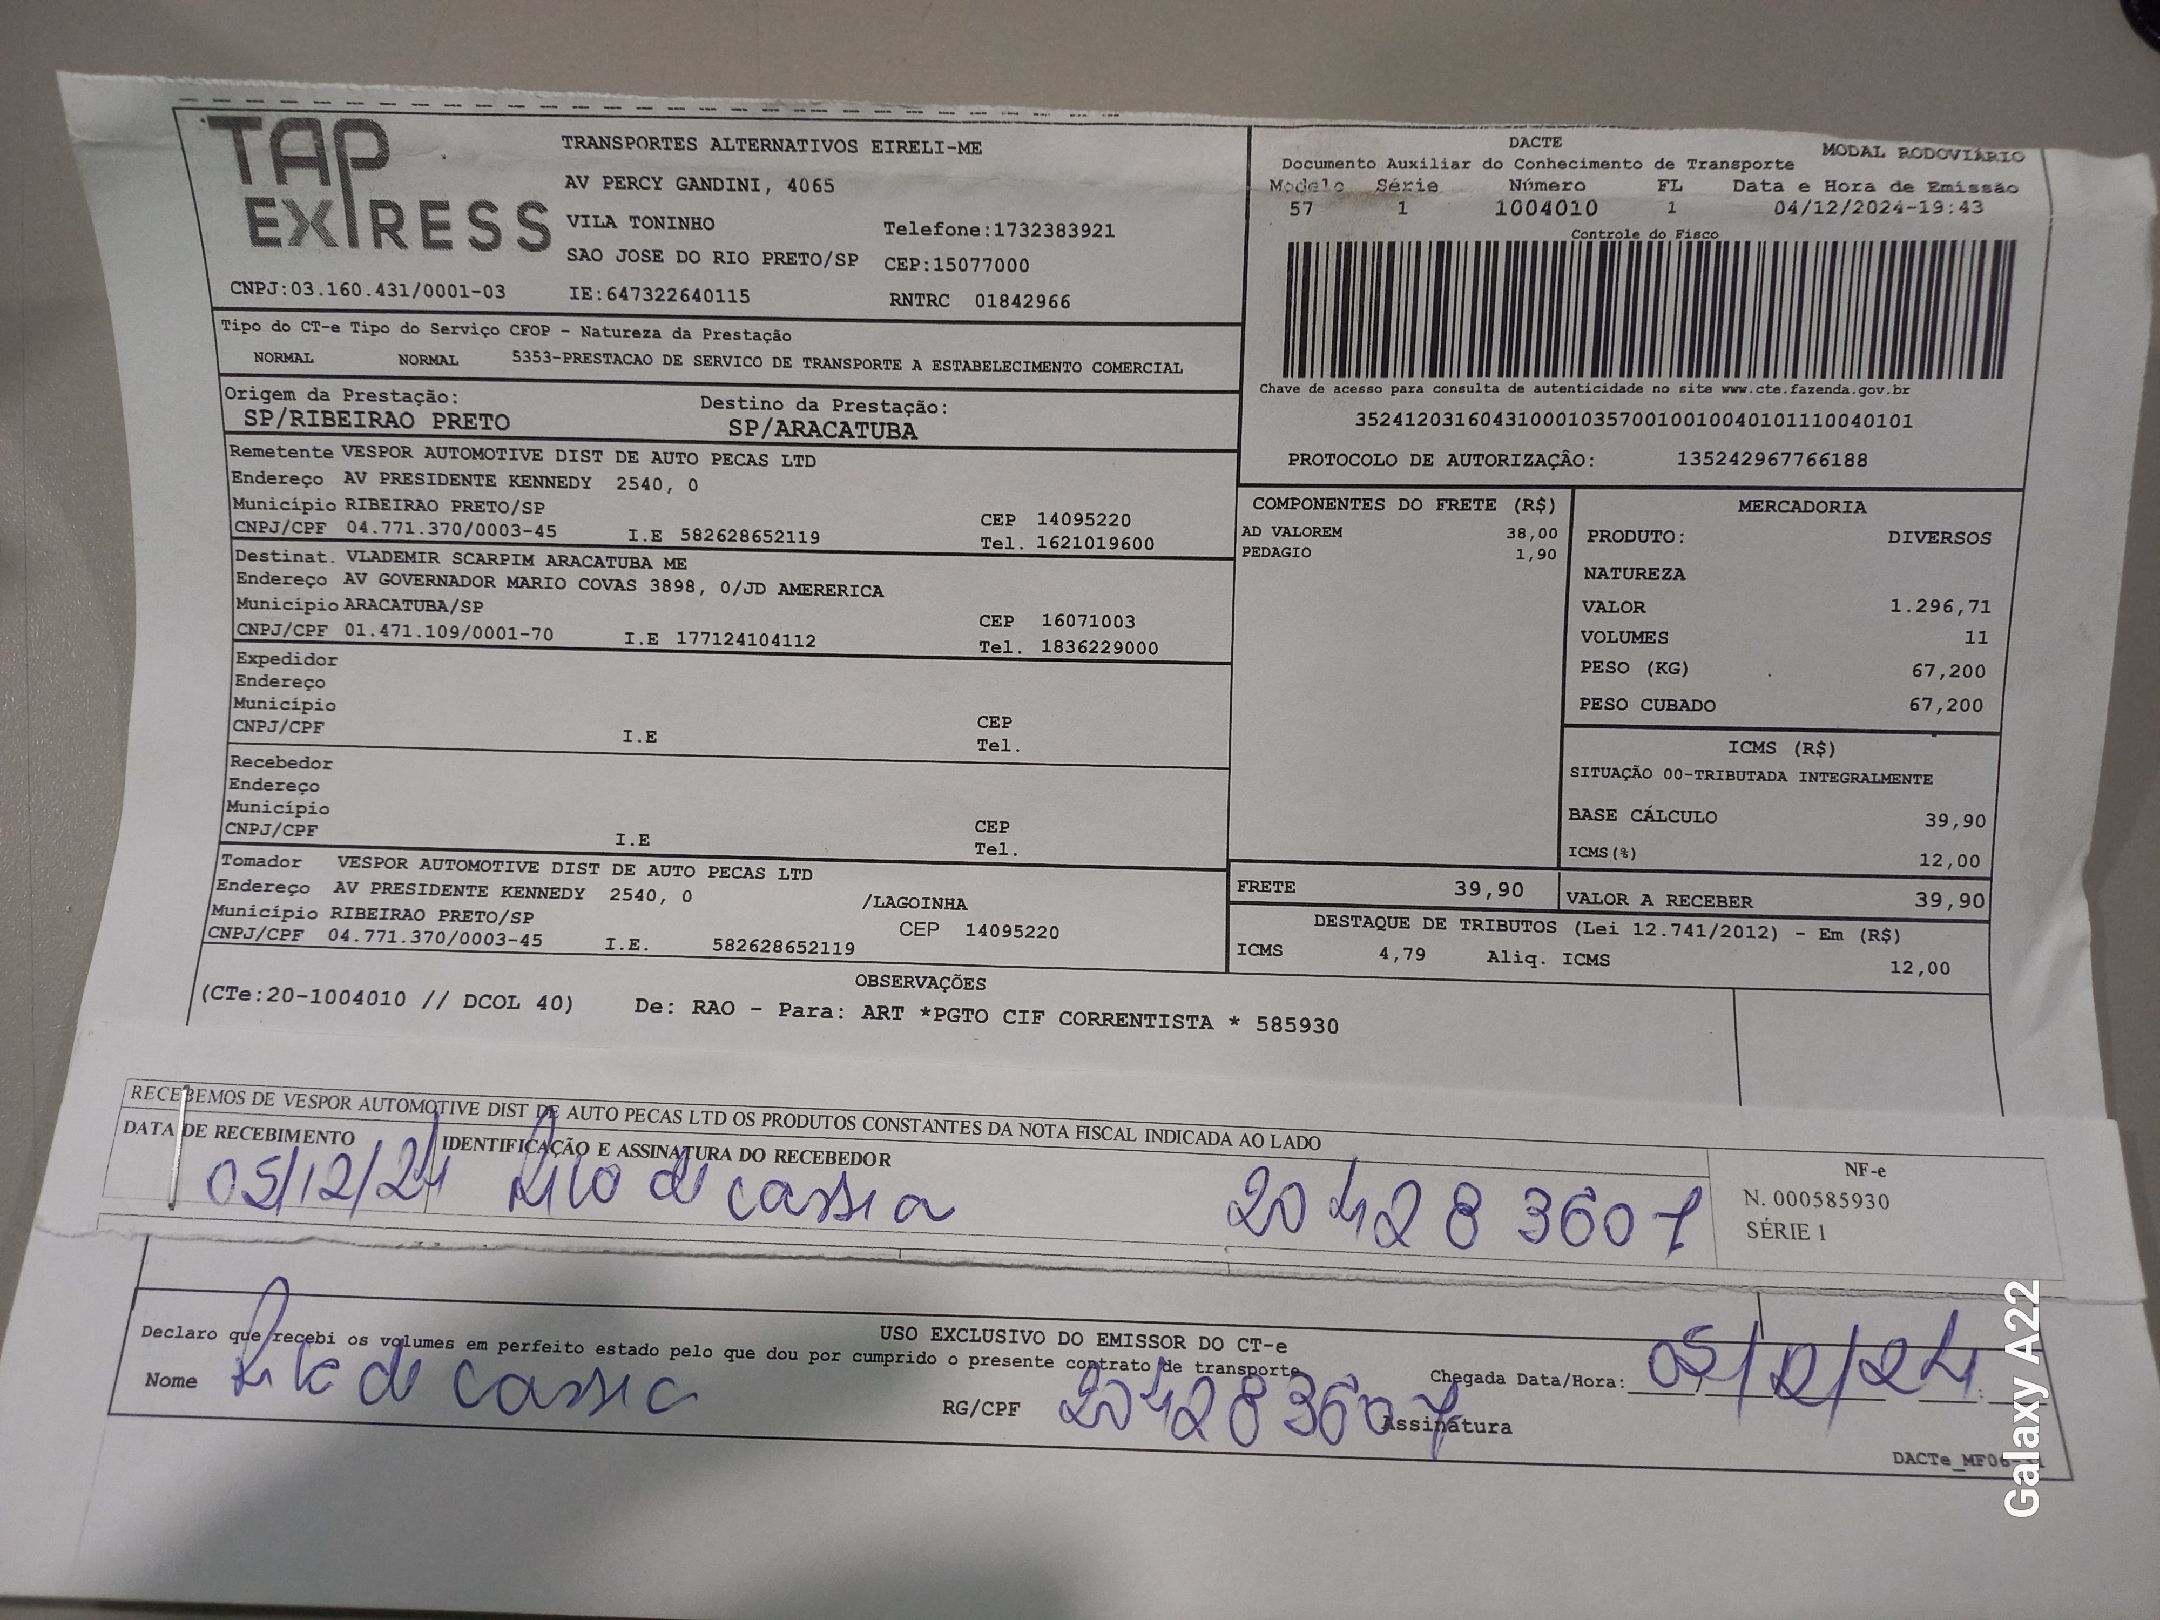 TAP EXPRESS
TRANSPORTES ALTERNATIVOS EIRELI-ME
AV PERCY GANDINI, 4065
VILA TONINHO Telefone:1732383921
SAO JOSE DO RIO PRETO/SP CEP:15077000
CNPJ:03.160.431/0001-03 IE:647322640115 RNTRC 01842966
DACTE MODAL RODOVIÁRIO
Documento Auxiliar do Conhecimento de Transporte
Modelo Série Número FL Data e Hora de Emissão
57 1 1004010 1 04/12/2024-19:43
Controle do Fisco
Chave de acesso para consulta de autenticidade no site www.cte.fazenda.gov.br
35241203160431000103570010010040101110040101
PROTOCOLO DE AUTORIZAÇÂO: 135242967766188
Tipo do CT-e Tipo do Serviço CFOP - Natureza da Prestação
NORMAL NORMAL 5353-PRESTACAO DE SERVICO DE TRANSPORTE A ESTABELECIMENTO COMERCIAL
Origem da Prestação: Destino da Prestação:
SP/RIBEIRAO PRETO SP/ARACATUBA
Remetente VESPOR AUTOMOTIVE DIST DE AUTO PECAS LTD
Endereço AV PRESIDENTE KENNEDY 2540, 0
Município RIBEIRAO PRETO/SP CEP 14095220
CNPJ/CPF 04.771.370/0003-45 I.E 582628652119 Tel. 1621019600
Destinat. VLADEMIR SCARPIM ARACATUBA ME
Endereço AV GOVERNADOR MARIO COVAS 3898, 0/JD AMERERICA
Município ARACATUBA/SP CEP 16071003
CNPJ/CPF 01.471.109/0001-70 I.E 177124104112 Tel. 1836229000
Expedidor
Endereço
Município CEP
CNPJ/CPF I.E Tel.
Recebedor
Endereço
Município CEP
CNPJ/CPF I.E Tel.
Tomador VESPOR AUTOMOTIVE DIST DE AUTO PECAS LTD
Endereço AV PRESIDENTE KENNEDY 2540, 0 /LAGOINHA
Município RIBEIRAO PRETO/SP CEP 14095220
CNPJ/CPF 04.771.370/0003-45 I.E. 582628652119
COMPONENTES DO FRETE (R$)
AD VALOREM 38,00
PEDAGIO 1,90
MERCADORIA
PRODUTO: DIVERSOS
NATUREZA
VALOR 1.296,71
VOLUMES 11
PESO (KG) 67,200
PESO CUBADO 67,200
ICMS (R$)
SITUAÇÃO 00-TRIBUTADA INTEGRALMENTE
BASE CÁLCULO 39,90
ICMS(%) 12,00
FRETE 39,90 VALOR A RECEBER 39,90
DESTAQUE DE TRIBUTOS (Lei 12.741/2012) - Em (R$)
ICMS 4,79 Aliq. ICMS 12,00
OBSERVAÇÕES
(CTe:20-1004010 // DCOL 40) De: RAO - Para: ART *PGTO CIF CORRENTISTA * 585930
RECEBEMOS DE VESPOR AUTOMOTIVE DIST DE AUTO PECAS LTD OS PRODUTOS CONSTANTES DA NOTA FISCAL INDICADA AO LADO
DATA DE RECEBIMENTO IDENTIFICAÇÃO E ASSINATURA DO RECEBEDOR
05/12/24 Rita de cassia 204283607
NF-e
N. 000585930
SÉRIE 1
USO EXCLUSIVO DO EMISSOR DO CT-e
Declaro que recebi os volumes em perfeito estado pelo que dou por cumprido o presente contrato de transporte
Nome Rita de cassia RG/CPF 204283607 Assinatura
Chegada Data/Hora: 05/12/24
Galaxy A22